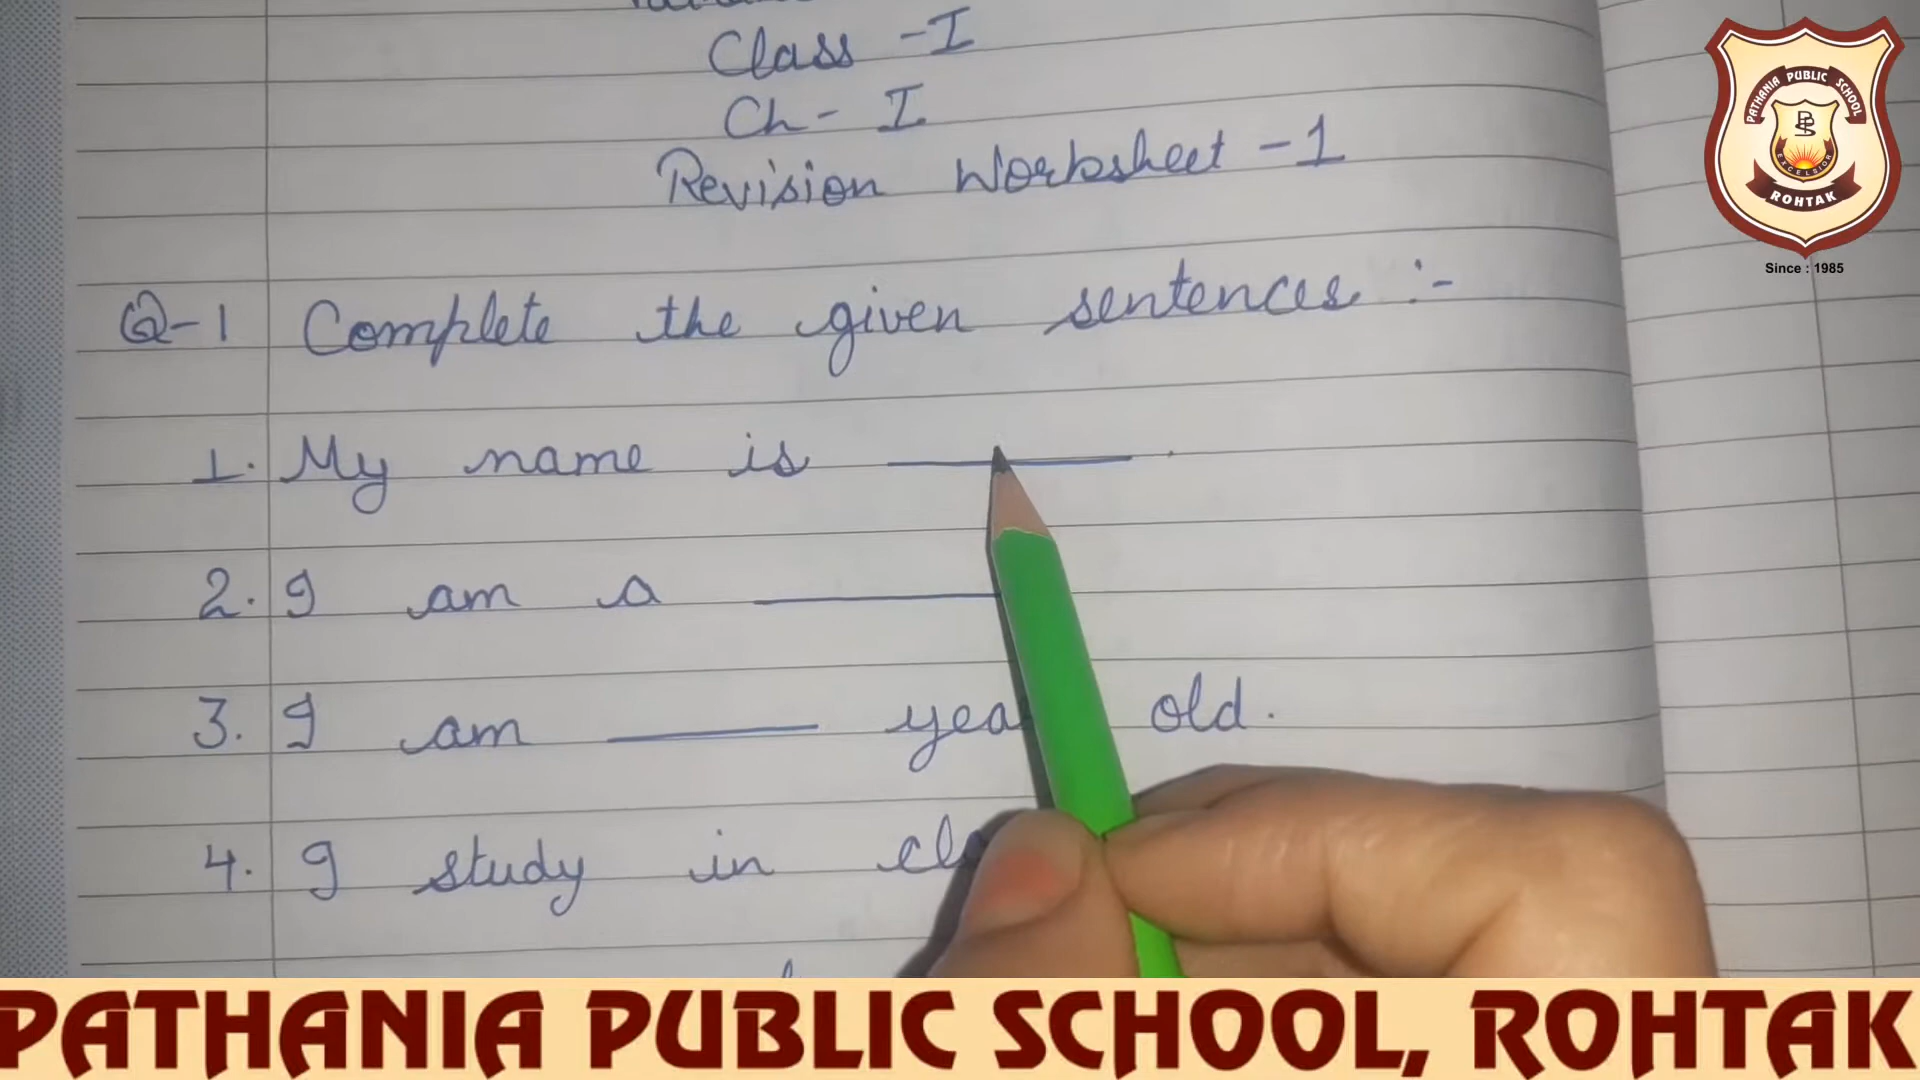 Class - I
Ch - I
Revision Worksheet - 1
Q-1 Complete the given sentences :-
1. My name is ________ .
2. I am a ________
3. I am ________ old.
4. I study in
PATHANIA PUBLIC SCHOOL
EXCELSIOR
ROHTAK
Since : 1985
PATHANIA PUBLIC SCHOOL, ROHTAK